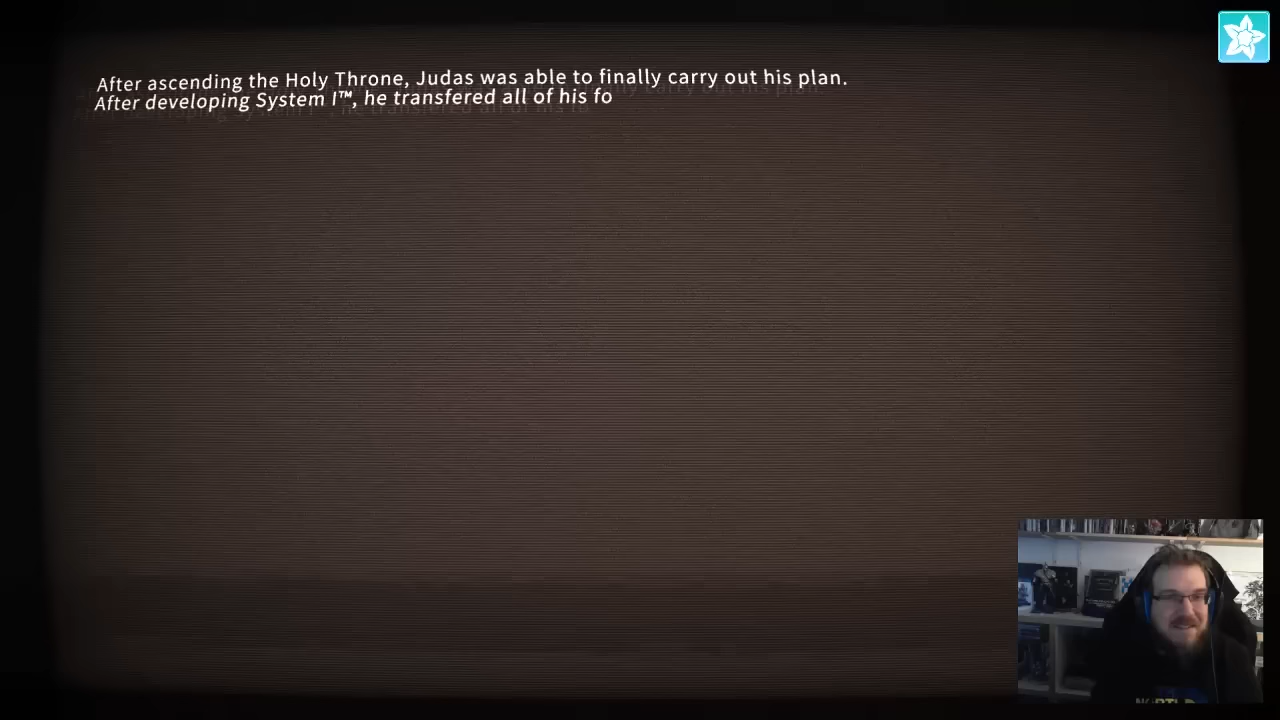 After ascending the Holy Throne, Judas was able to finally carry out his plan.
After developing System I™, he transfered all of his fo